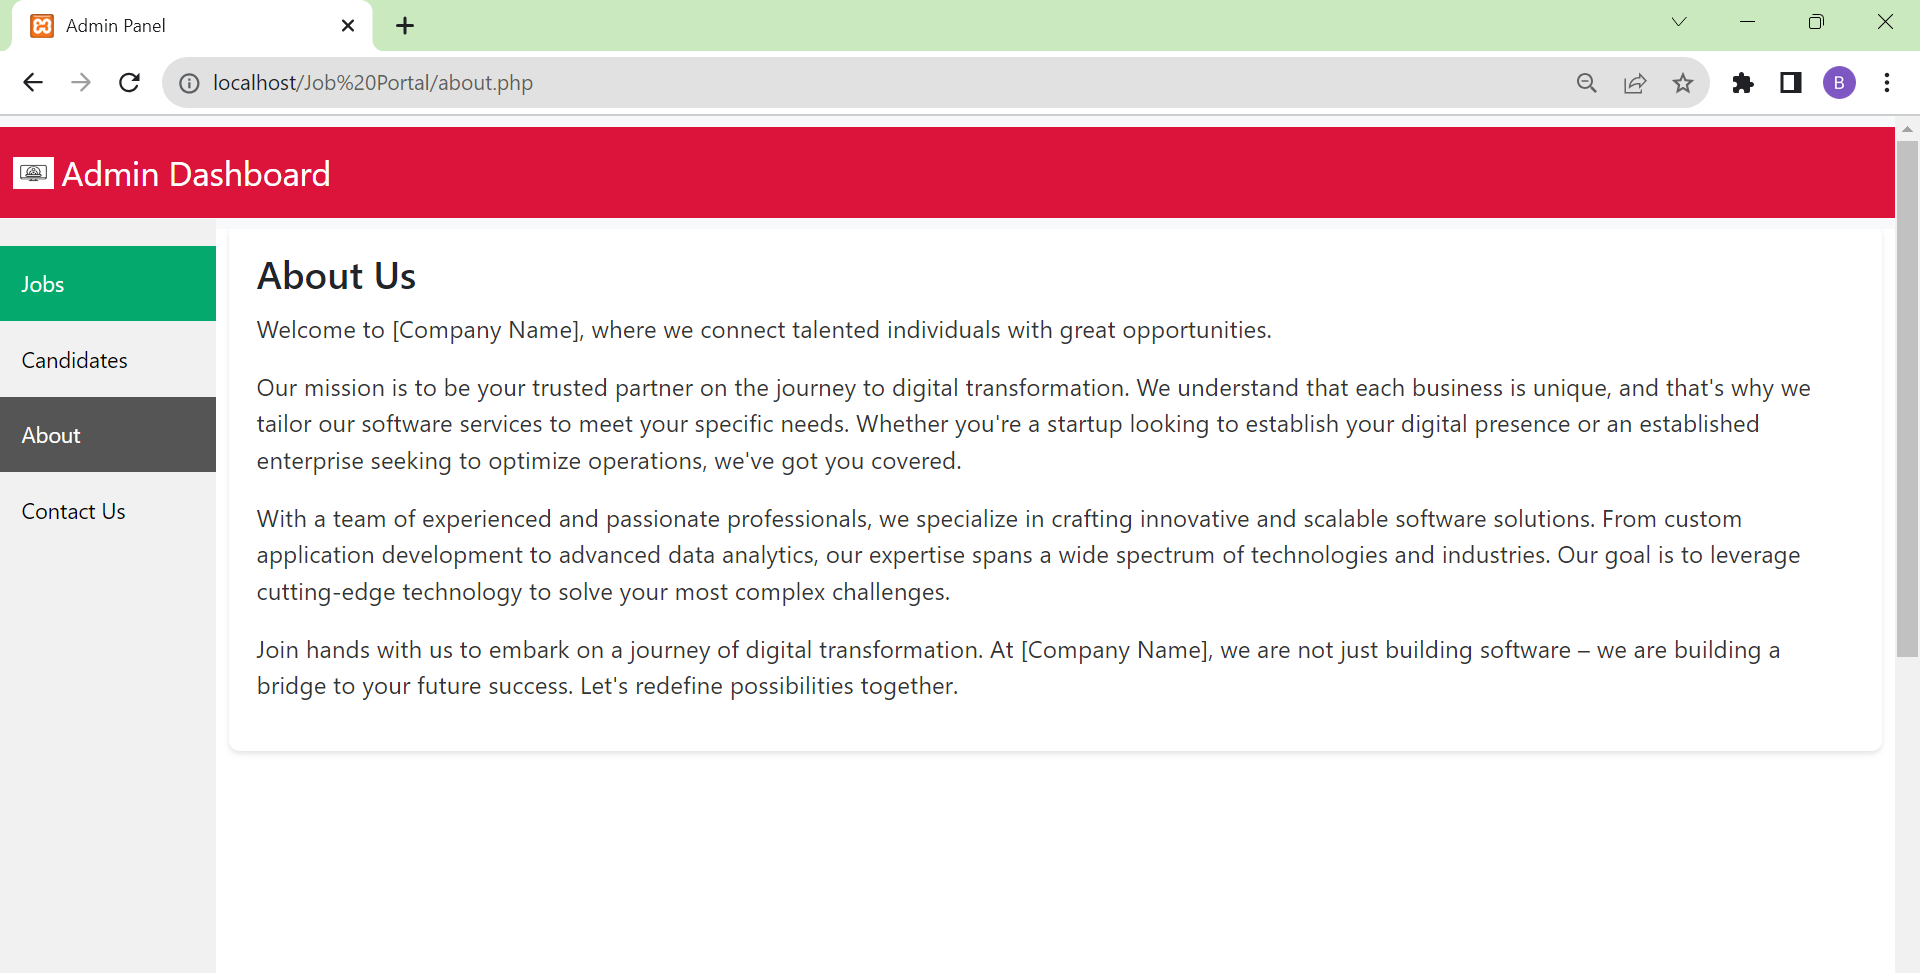 Admin Panel
localhost/Job%20Portal/about.php
B
Admin Dashboard
Jobs
Candidates
About
Contact Us
About Us
Welcome to [Company Name], where we connect talented individuals with great opportunities.
Our mission is to be your trusted partner on the journey to digital transformation. We understand that each business is unique, and that's why we
tailor our software services to meet your specific needs. Whether you're a startup looking to establish your digital presence or an established
enterprise seeking to optimize operations, we've got you covered.
With a team of experienced and passionate professionals, we specialize in crafting innovative and scalable software solutions. From custom
application development to advanced data analytics, our expertise spans a wide spectrum of technologies and industries. Our goal is to leverage
cutting-edge technology to solve your most complex challenges.
Join hands with us to embark on a journey of digital transformation. At [Company Name], we are not just building software – we are building a
bridge to your future success. Let's redefine possibilities together.